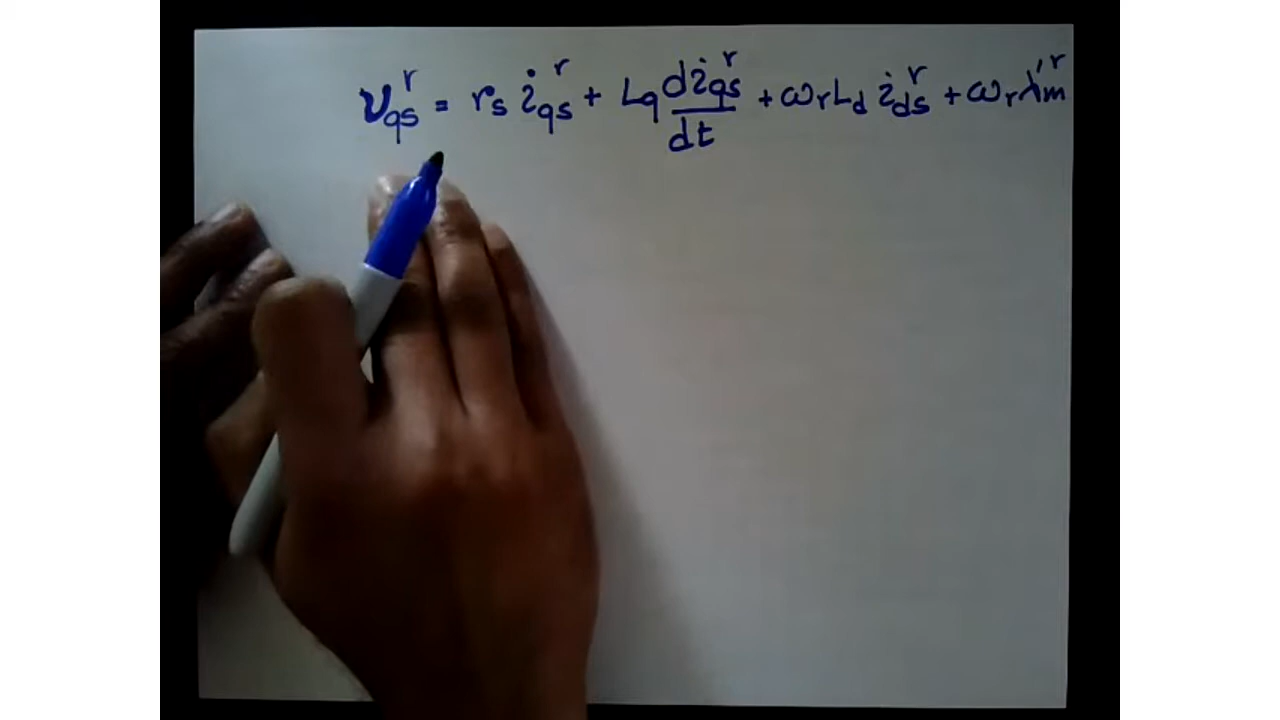 v_qs^r = r_s i_qs^r + L_q di_qs^r/dt + ω_r L_d i_ds^r + ω_r λ'_m^r